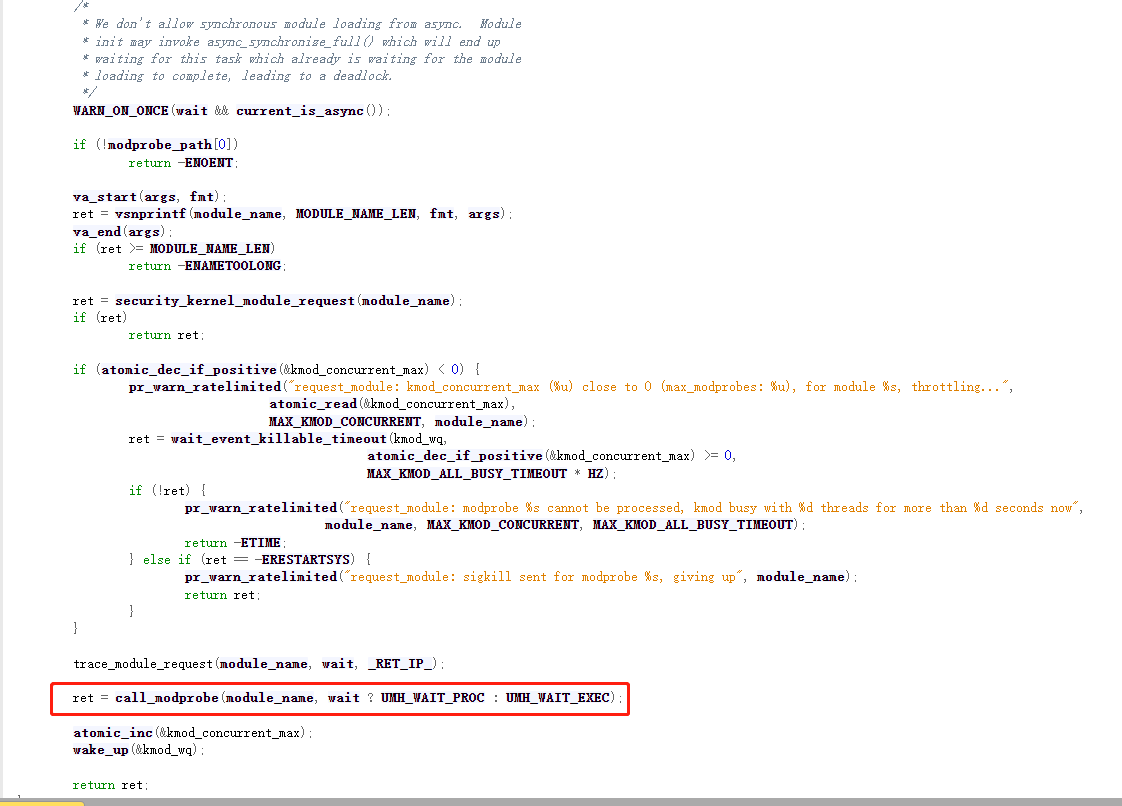 /*
 * We don't allow synchronous module loading from async.  Module
 * init may invoke async_synchronize_full() which will end up
 * waiting for this task which already is waiting for the module
 * loading to complete, leading to a deadlock.
 */
WARN_ON_ONCE(wait && current_is_async());
if (!modprobe_path[0])
return -ENOENT;
va_start(args, fmt);
ret = vsnprintf(module_name, MODULE_NAME_LEN, fmt, args);
va_end(args);
if (ret >= MODULE_NAME_LEN)
return -ENAMETOOLONG;
ret = security_kernel_module_request(module_name);
if (ret)
return ret;
if (atomic_dec_if_positive(&kmod_concurrent_max) < 0) {
pr_warn_ratelimited("request_module: kmod_concurrent_max (%u) close to 0 (max_modprobes: %u), for module %s, throttling...",
atomic_read(&kmod_concurrent_max),
MAX_KMOD_CONCURRENT, module_name);
ret = wait_event_killable_timeout(kmod_wq,
atomic_dec_if_positive(&kmod_concurrent_max) >= 0,
MAX_KMOD_ALL_BUSY_TIMEOUT * HZ);
if (!ret) {
pr_warn_ratelimited("request_module: modprobe %s cannot be processed, kmod busy with %d threads for more than %d seconds now",
module_name, MAX_KMOD_CONCURRENT, MAX_KMOD_ALL_BUSY_TIMEOUT);
return -ETIME;
} else if (ret == -ERESTARTSYS) {
pr_warn_ratelimited("request_module: sigkill sent for modprobe %s, giving up", module_name);
return ret;
}
}
trace_module_request(module_name, wait, _RET_IP_);
ret = call_modprobe(module_name, wait ? UMH_WAIT_PROC : UMH_WAIT_EXEC);
atomic_inc(&kmod_concurrent_max);
wake_up(&kmod_wq);
return ret;